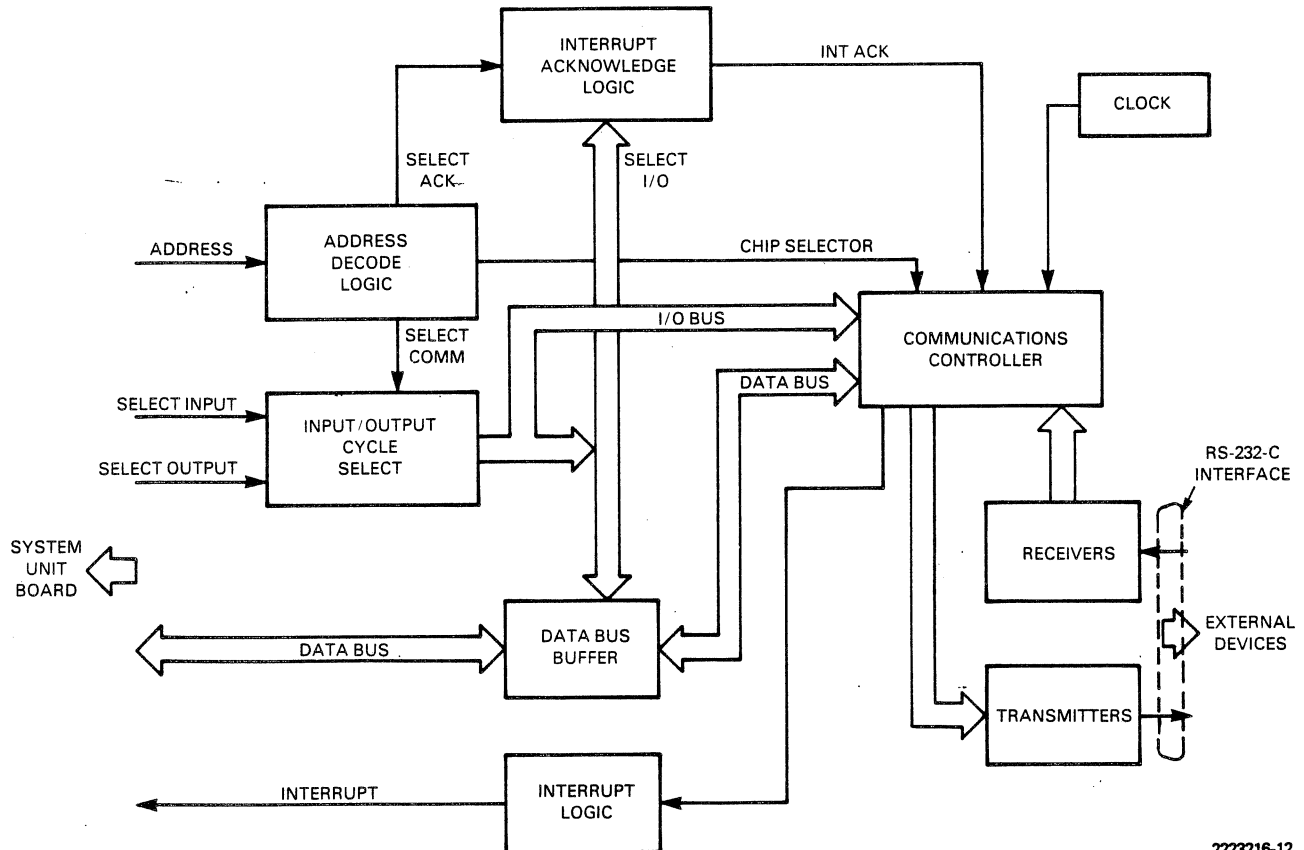 INTERRUPT
ACKNOWLEDGE
LOGIC
INT ACK
CLOCK
SELECT
ACK
SELECT
I/O
ADDRESS
ADDRESS
DECODE
LOGIC
CHIP SELECTOR
SELECT
COMM
I/O BUS
COMMUNICATIONS
CONTROLLER
DATA BUS
SELECT INPUT
SELECT OUTPUT
INPUT/OUTPUT
CYCLE
SELECT
RS-232-C
INTERFACE
RECEIVERS
SYSTEM
UNIT
BOARD
DATA BUS
DATA BUS
BUFFER
EXTERNAL
DEVICES
TRANSMITTERS
INTERRUPT
INTERRUPT
LOGIC
2223216-12